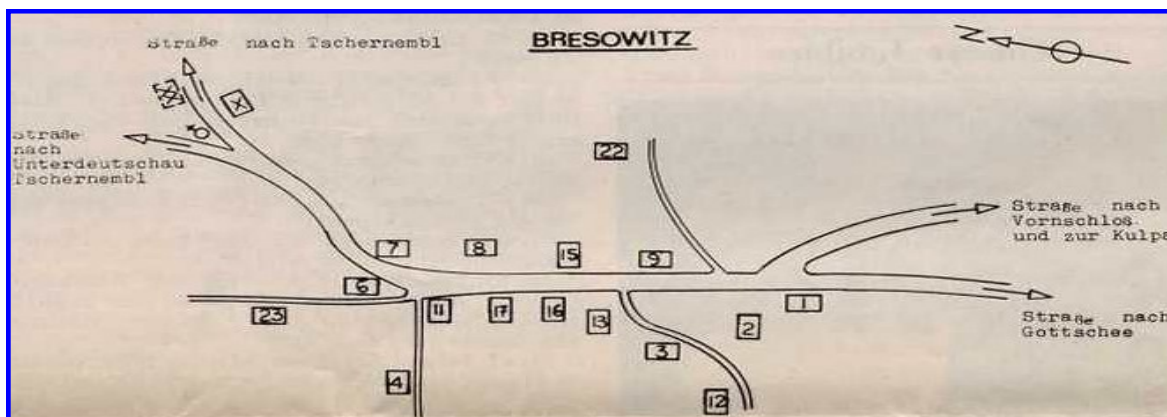 Straße nach Tschernembl
BRESOWITZ
N
X
Straße
nach
Unterdeutschau
Tschernembl
22
Straße nach
Vornschloß
und zur Kulpa
7
8
15
9
6
23
11
17
16
13
2
1
Straße nach
Gottschee
3
4
12